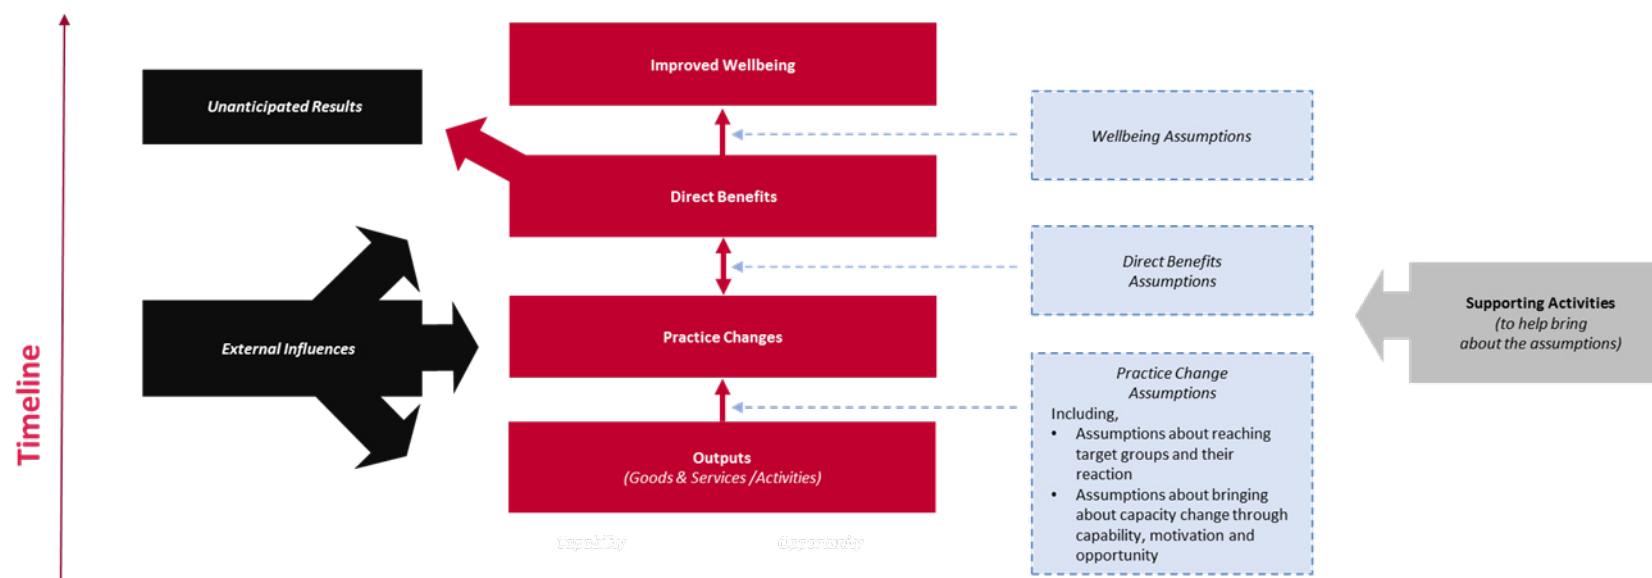 Timeline
Unanticipated Results
External Influences
Improved Wellbeing
Direct Benefits
Practice Changes
Outputs
(Goods & Services /Activities)
Capability
Opportunity
Wellbeing Assumptions
Direct Benefits
Assumptions
Practice Change
Assumptions
Including,
• Assumptions about reaching
target groups and their
reaction
• Assumptions about bringing
about capacity change through
capability, motivation and
opportunity
Supporting Activities
(to help bring
about the assumptions)